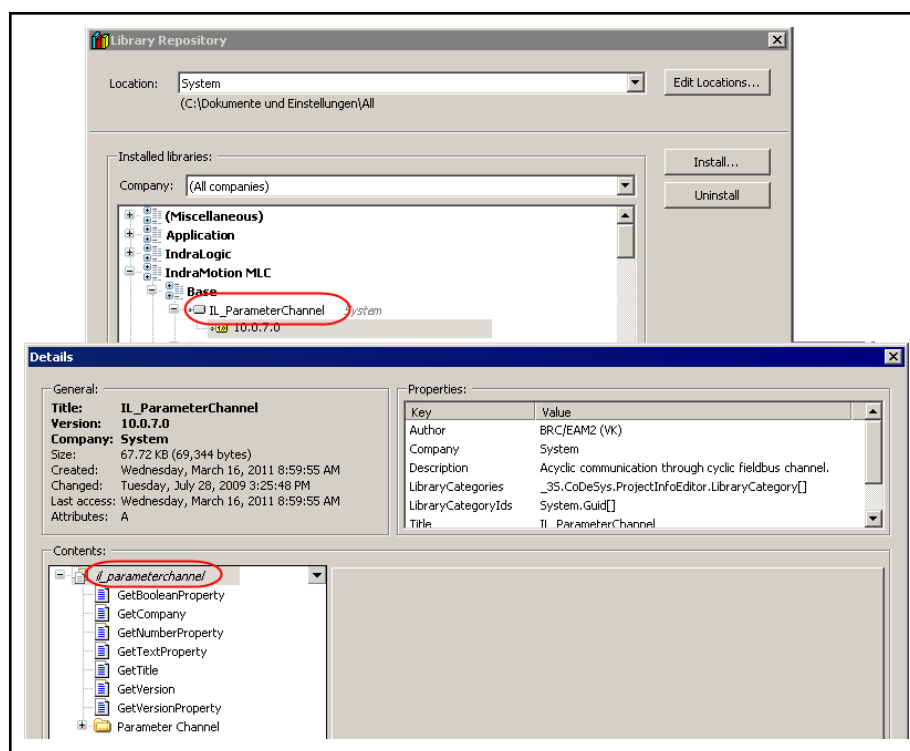 Library Repository
Location: System Edit Locations...
(C:\Dokumente und Einstellungen\All
Installed libraries: Install...
Company: (All companies) Uninstall
(Miscellaneous)
Application
IndraLogic
IndraMotion MLC
Base
IL_ParameterChannel System
10.0.7.0
Details
General:
Title: IL_ParameterChannel
Version: 10.0.7.0
Company: System
Size: 67.72 KB (69,344 bytes)
Created: Wednesday, March 16, 2011 8:59:55 AM
Changed: Tuesday, July 28, 2009 3:25:48 PM
Last access: Wednesday, March 16, 2011 8:59:55 AM
Attributes: A
Properties:
Key Value
Author BRC/EAM2 (VK)
Company System
Description Acyclic communication through cyclic fieldbus channel.
LibraryCategories _3S.CoDeSys.ProjectInfoEditor.LibraryCategory[]
LibraryCategoryIds System.Guid[]
Title IL_ParameterChannel
Contents:
il_parameterchannel
GetBooleanProperty
GetCompany
GetNumberProperty
GetTextProperty
GetTitle
GetVersion
GetVersionProperty
Parameter Channel